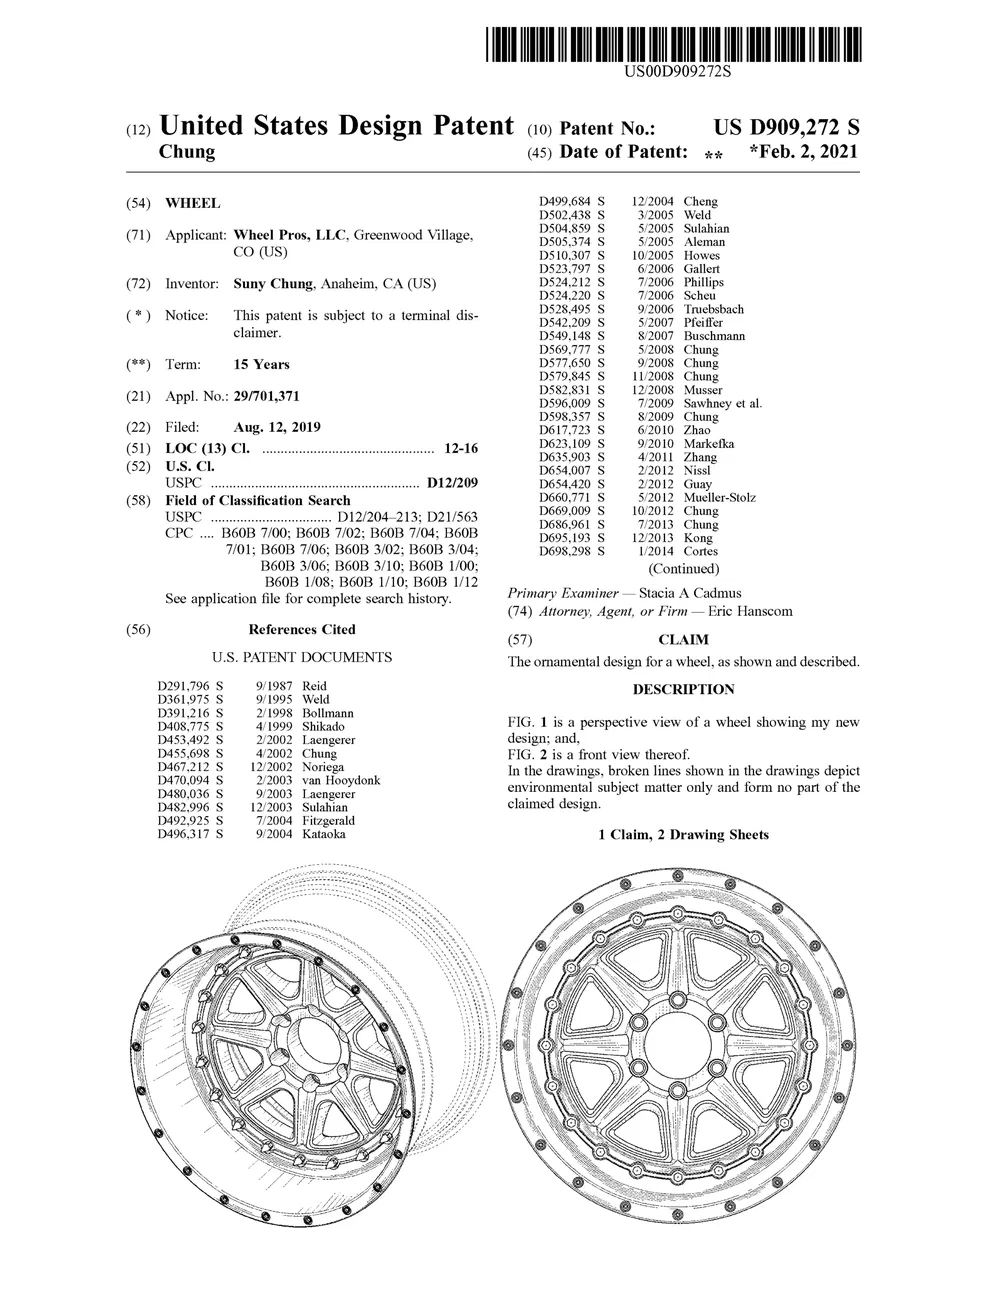 US00D909272S
(12) United States Design Patent
Chung
(10) Patent No.: US D909,272 S
(45) Date of Patent: ** *Feb. 2, 2021
(54) WHEEL
(71) Applicant: Wheel Pros, LLC, Greenwood Village,
CO (US)
(72) Inventor: Suny Chung, Anaheim, CA (US)
( * ) Notice: This patent is subject to a terminal dis-
claimer.
(**) Term: 15 Years
(21) Appl. No.: 29/701,371
(22) Filed: Aug. 12, 2019
(51) LOC (13) Cl. ............................................... 12-16
(52) U.S. Cl.
USPC ......................................................... D12/209
(58) Field of Classification Search
USPC ................................. D12/204–213; D21/563
CPC .... B60B 7/00; B60B 7/02; B60B 7/04; B60B
7/01; B60B 7/06; B60B 3/02; B60B 3/04;
B60B 3/06; B60B 3/10; B60B 1/00;
B60B 1/08; B60B 1/10; B60B 1/12
See application file for complete search history.
(56) References Cited
U.S. PATENT DOCUMENTS
D291,796 S 9/1987 Reid
D361,975 S 9/1995 Weld
D391,216 S 2/1998 Bollmann
D408,775 S 4/1999 Shikado
D453,492 S 2/2002 Laengerer
D455,698 S 4/2002 Chung
D467,212 S 12/2002 Noriega
D470,094 S 2/2003 van Hooydonk
D480,036 S 9/2003 Laengerer
D482,996 S 12/2003 Sulahian
D492,925 S 7/2004 Fitzgerald
D496,317 S 9/2004 Kataoka
D499,684 S 12/2004 Cheng
D502,438 S 3/2005 Weld
D504,859 S 5/2005 Sulahian
D505,374 S 5/2005 Aleman
D510,307 S 10/2005 Howes
D523,797 S 6/2006 Gallert
D524,212 S 7/2006 Phillips
D524,220 S 7/2006 Scheu
D528,495 S 9/2006 Truebsbach
D542,209 S 5/2007 Pfeiffer
D549,148 S 8/2007 Buschmann
D569,777 S 5/2008 Chung
D577,650 S 9/2008 Chung
D579,845 S 11/2008 Chung
D582,831 S 12/2008 Musser
D596,009 S 7/2009 Sawhney et al.
D598,357 S 8/2009 Chung
D617,723 S 6/2010 Zhao
D623,109 S 9/2010 Markefka
D635,903 S 4/2011 Zhang
D654,007 S 2/2012 Nissl
D654,420 S 2/2012 Guay
D660,771 S 5/2012 Mueller-Stolz
D669,009 S 10/2012 Chung
D686,961 S 7/2013 Chung
D695,193 S 12/2013 Kong
D698,298 S 1/2014 Cortes
(Continued)
Primary Examiner — Stacia A Cadmus
(74) Attorney, Agent, or Firm — Eric Hanscom
(57) CLAIM
The ornamental design for a wheel, as shown and described.
DESCRIPTION
FIG. 1 is a perspective view of a wheel showing my new
design; and,
FIG. 2 is a front view thereof.
In the drawings, broken lines shown in the drawings depict
environmental subject matter only and form no part of the
claimed design.
1 Claim, 2 Drawing Sheets